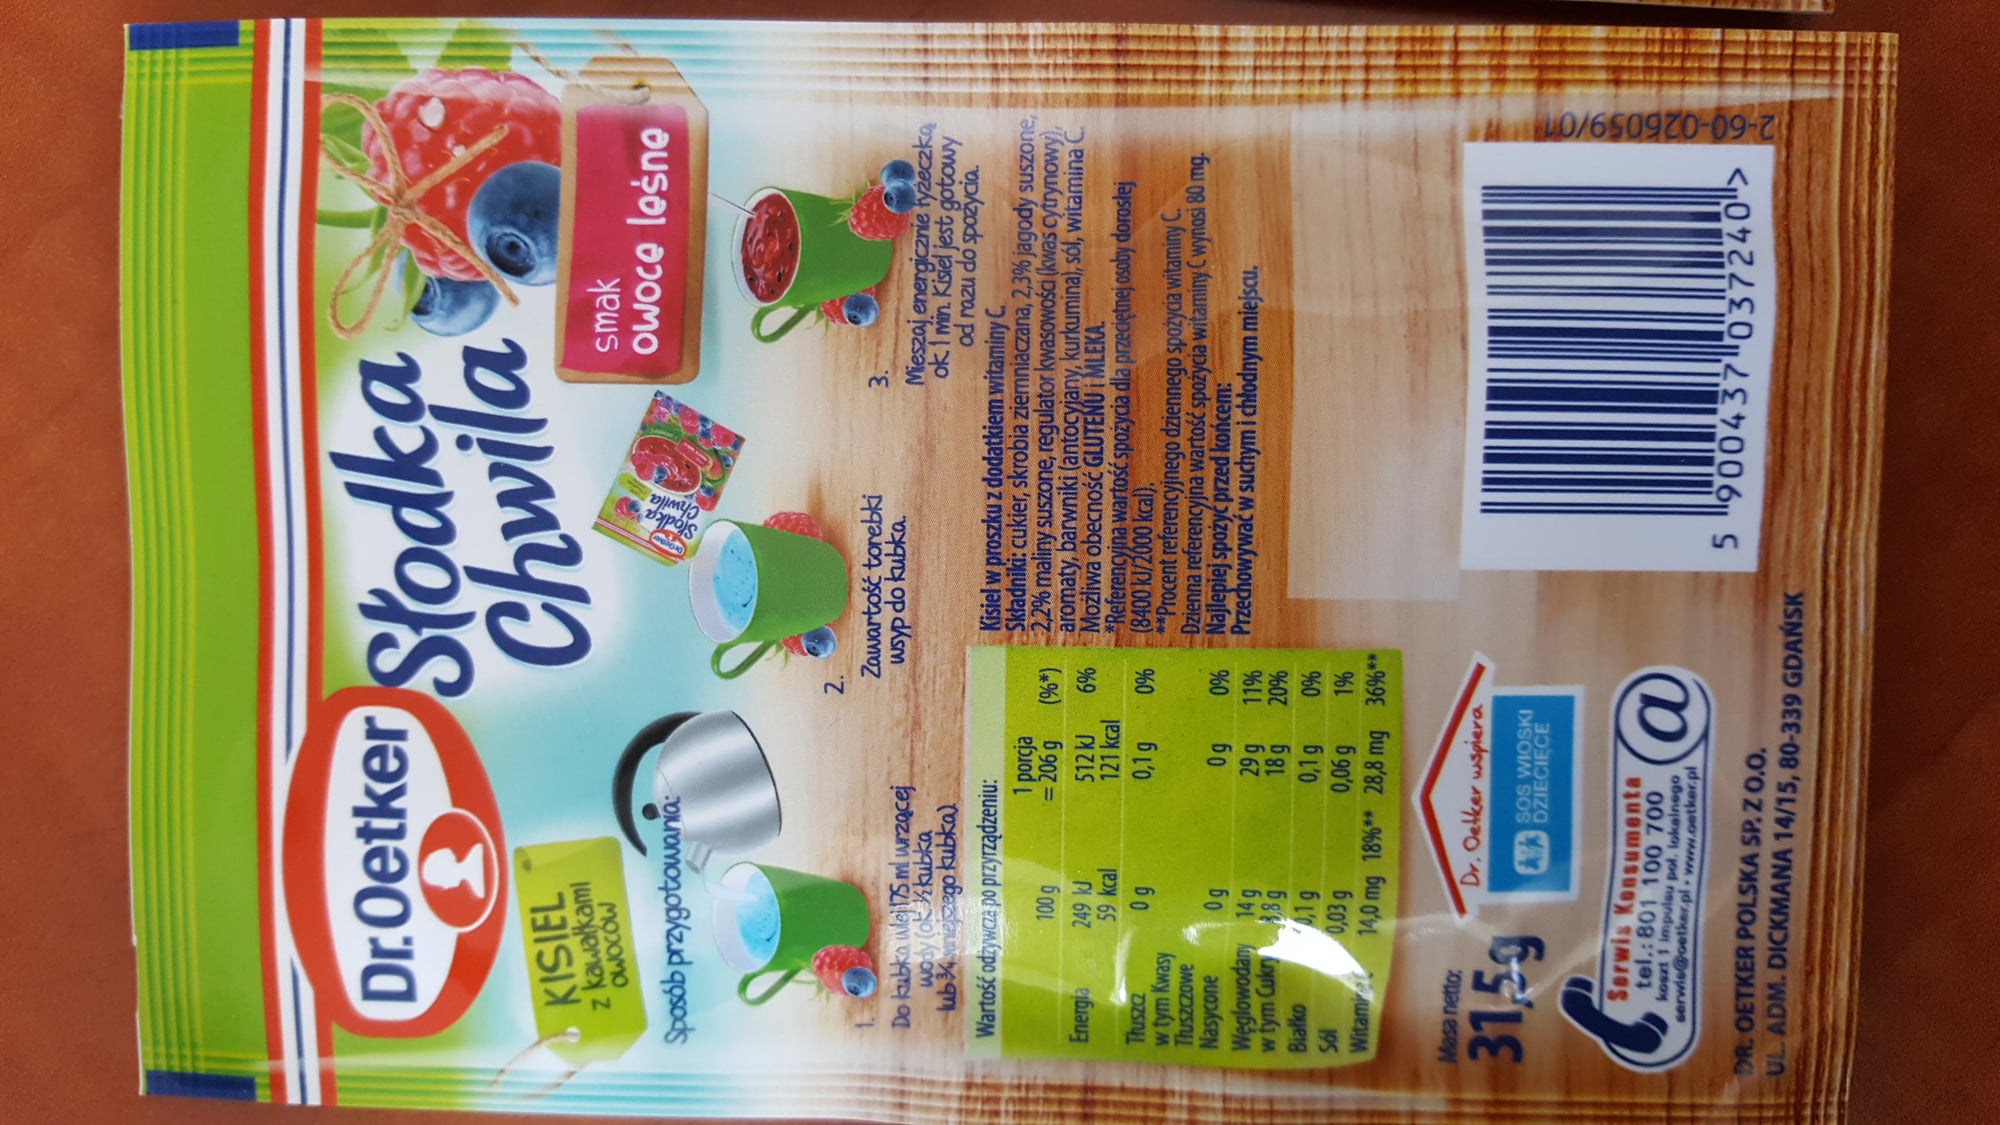 Dr.Oetker
Słodka
Chwila
KISIEL
z kawałkami
owoców
smak
owoce leśne
Sposób przygotowania:
1.
Do kubka wlej 175 ml wrzącej
wody (ok. ½ kubka
lub ¾ mniejszego kubka)
2.
Zawartość torebki
wsyp do kubka.
3.
Mieszaj energicznie łyżeczką
ok. 1 min. Kisiel jest gotowy
od razu do spożycia.
Dr.Oetker
Słodka
Chwila
Wartość odżywcza po przyrządzeniu:
1 porcja
100 g = 206 g (%*)
Energia 249 kJ 512 kJ 6%
59 kcal 121 kcal
Tłuszcz 0 g 0,1 g 0%
w tym Kwasy
Tłuszczowe
Nasycone 0 g 0 g 0%
Węglowodany 14 g 29 g 11%
w tym Cukry 8,8 g 18 g 20%
Białko 0,1 g 0,1 g 0%
Sól 0,03 g 0,06 g 1%
Witamina C 14,0 mg 18%** 28,8 mg 36%**
Kisiel w proszku z dodatkiem witaminy C.
Składniki: cukier, skrobia ziemniaczana, 2,3% jagody suszone,
2,2% maliny suszone, regulator kwasowości (kwas cytrynowy),
aromaty, barwniki (antocyjany, kurkumina), sól, witamina C.
Możliwa obecność GLUTENU i MLEKA.
*Referencyjna wartość spożycia dla przeciętnej osoby dorosłej
(8400 kJ/2000 kcal).
**Procent referencyjnego dziennego spożycia witaminy C.
Dzienna referencyjna wartość spożycia witaminy C wynosi 80 mg.
Najlepiej spożyć przed końcem:
Przechowywać w suchym i chłodnym miejscu.
Masa netto:
31,5g
Dr. Oetker wspiera
SOS WIOSKI
DZIECIĘCE
Serwis Konsumenta
tel.: 801 100 700
koszt 1 impulsu poł. lokalnego
serwis@oetker.pl • www.oetker.pl
@
DR. OETKER POLSKA SP. Z O.O.
UL. ADM. DICKMANA 14/15, 80-339 GDAŃSK
5 900437 037240 >
2-60-026059/01